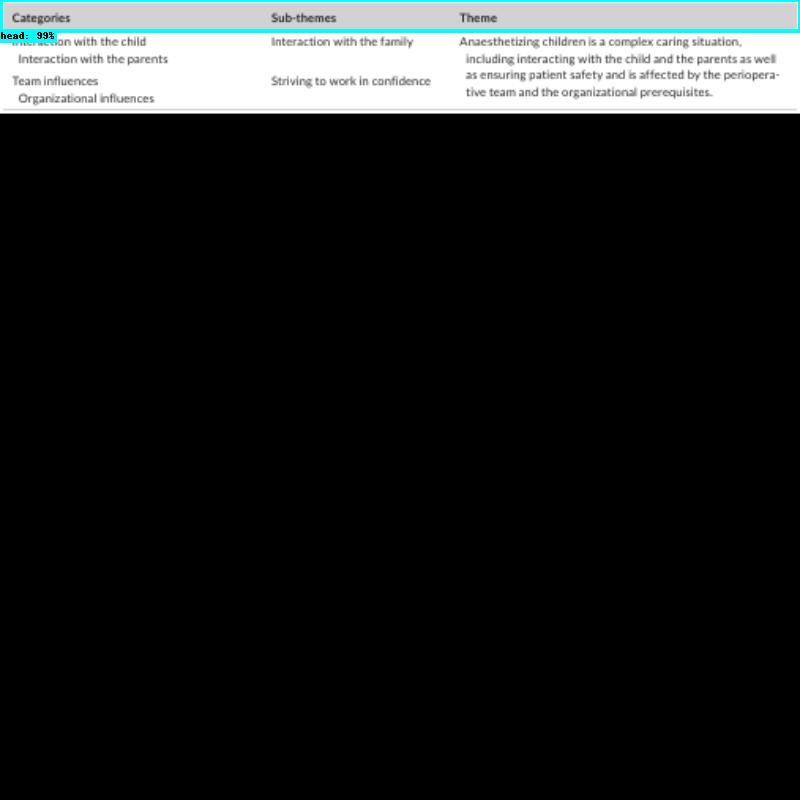 Categories Sub-themes Theme
head: 99%
Interaction with the child Interaction with the family Anaesthetizing children is a complex caring situation,
Interaction with the parents including interacting with the child and the parents as well
as ensuring patient safety and is affected by the periopera-
Team influences Striving to work in confidence
tive team and the organizational prerequisites.
Organizational influences